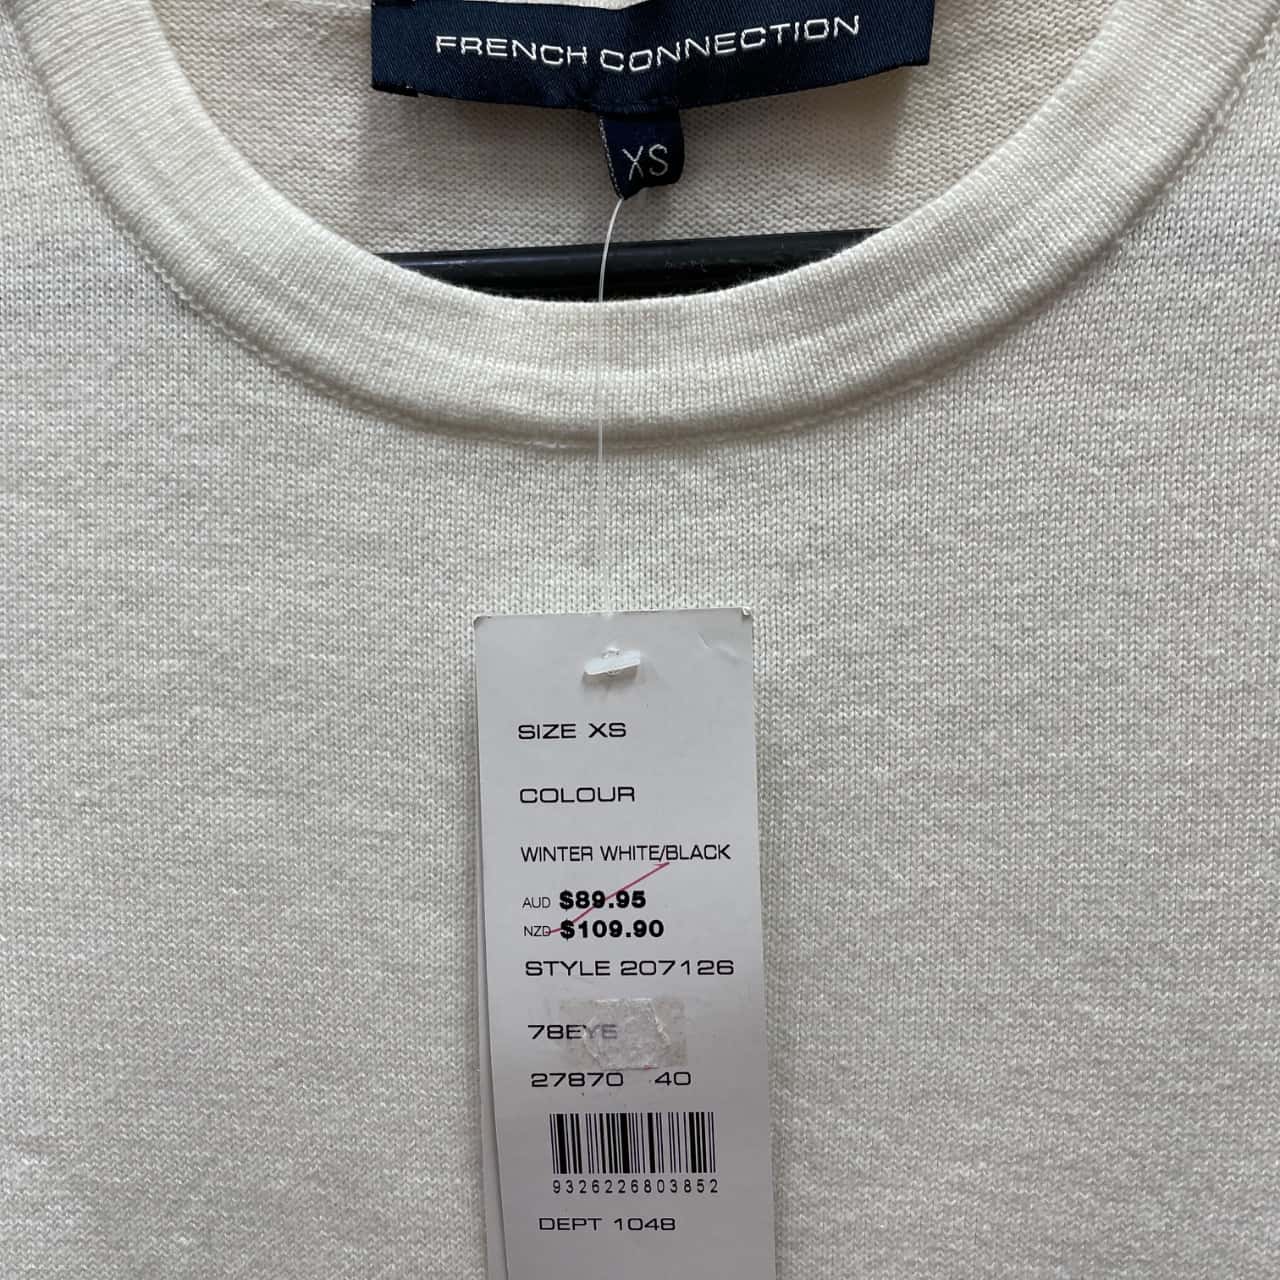 FRENCH CONNECTION
XS
SIZE XS
COLOUR
WINTER WHITE/BLACK
AUD $89.95
NZD $109.90
STYLE 207126
78EYE
27870 40
9326226803852
DEPT 1048